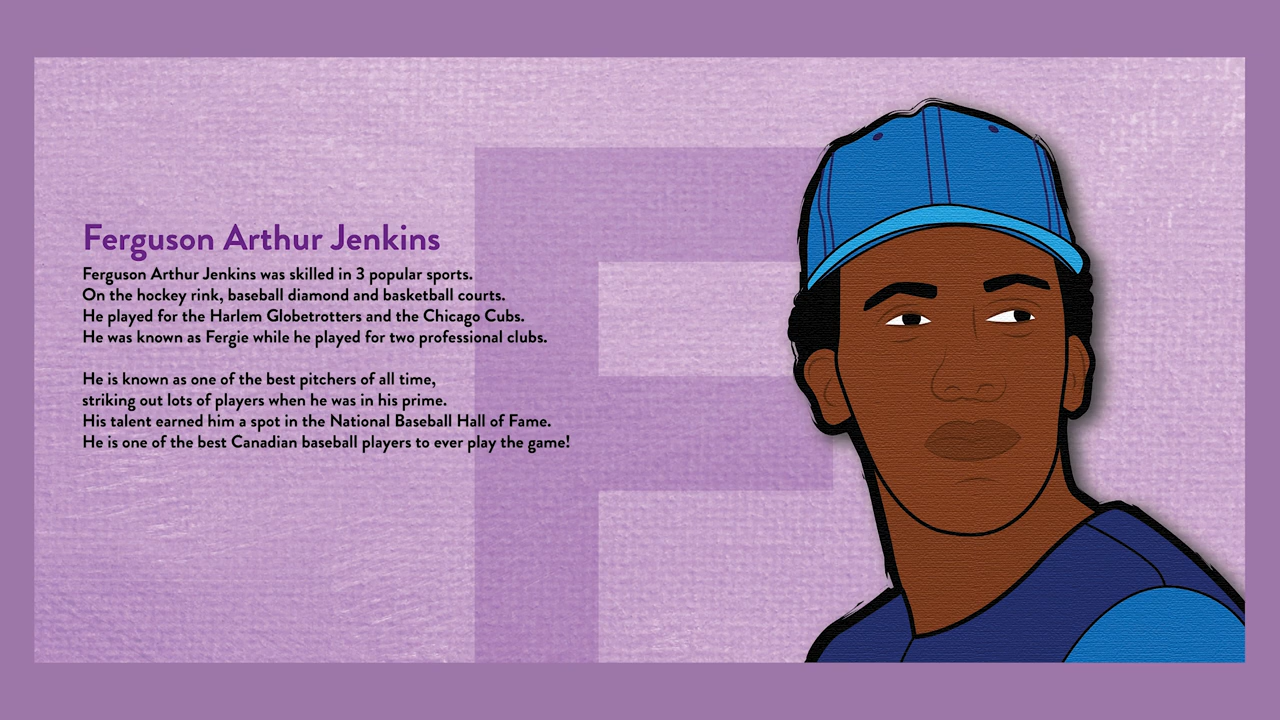 F
Ferguson Arthur Jenkins
Ferguson Arthur Jenkins was skilled in 3 popular sports.
On the hockey rink, baseball diamond and basketball courts.
He played for the Harlem Globetrotters and the Chicago Cubs.
He was known as Fergie while he played for two professional clubs.
He is known as one of the best pitchers of all time,
striking out lots of players when he was in his prime.
His talent earned him a spot in the National Baseball Hall of Fame.
He is one of the best Canadian baseball players to ever play the game!